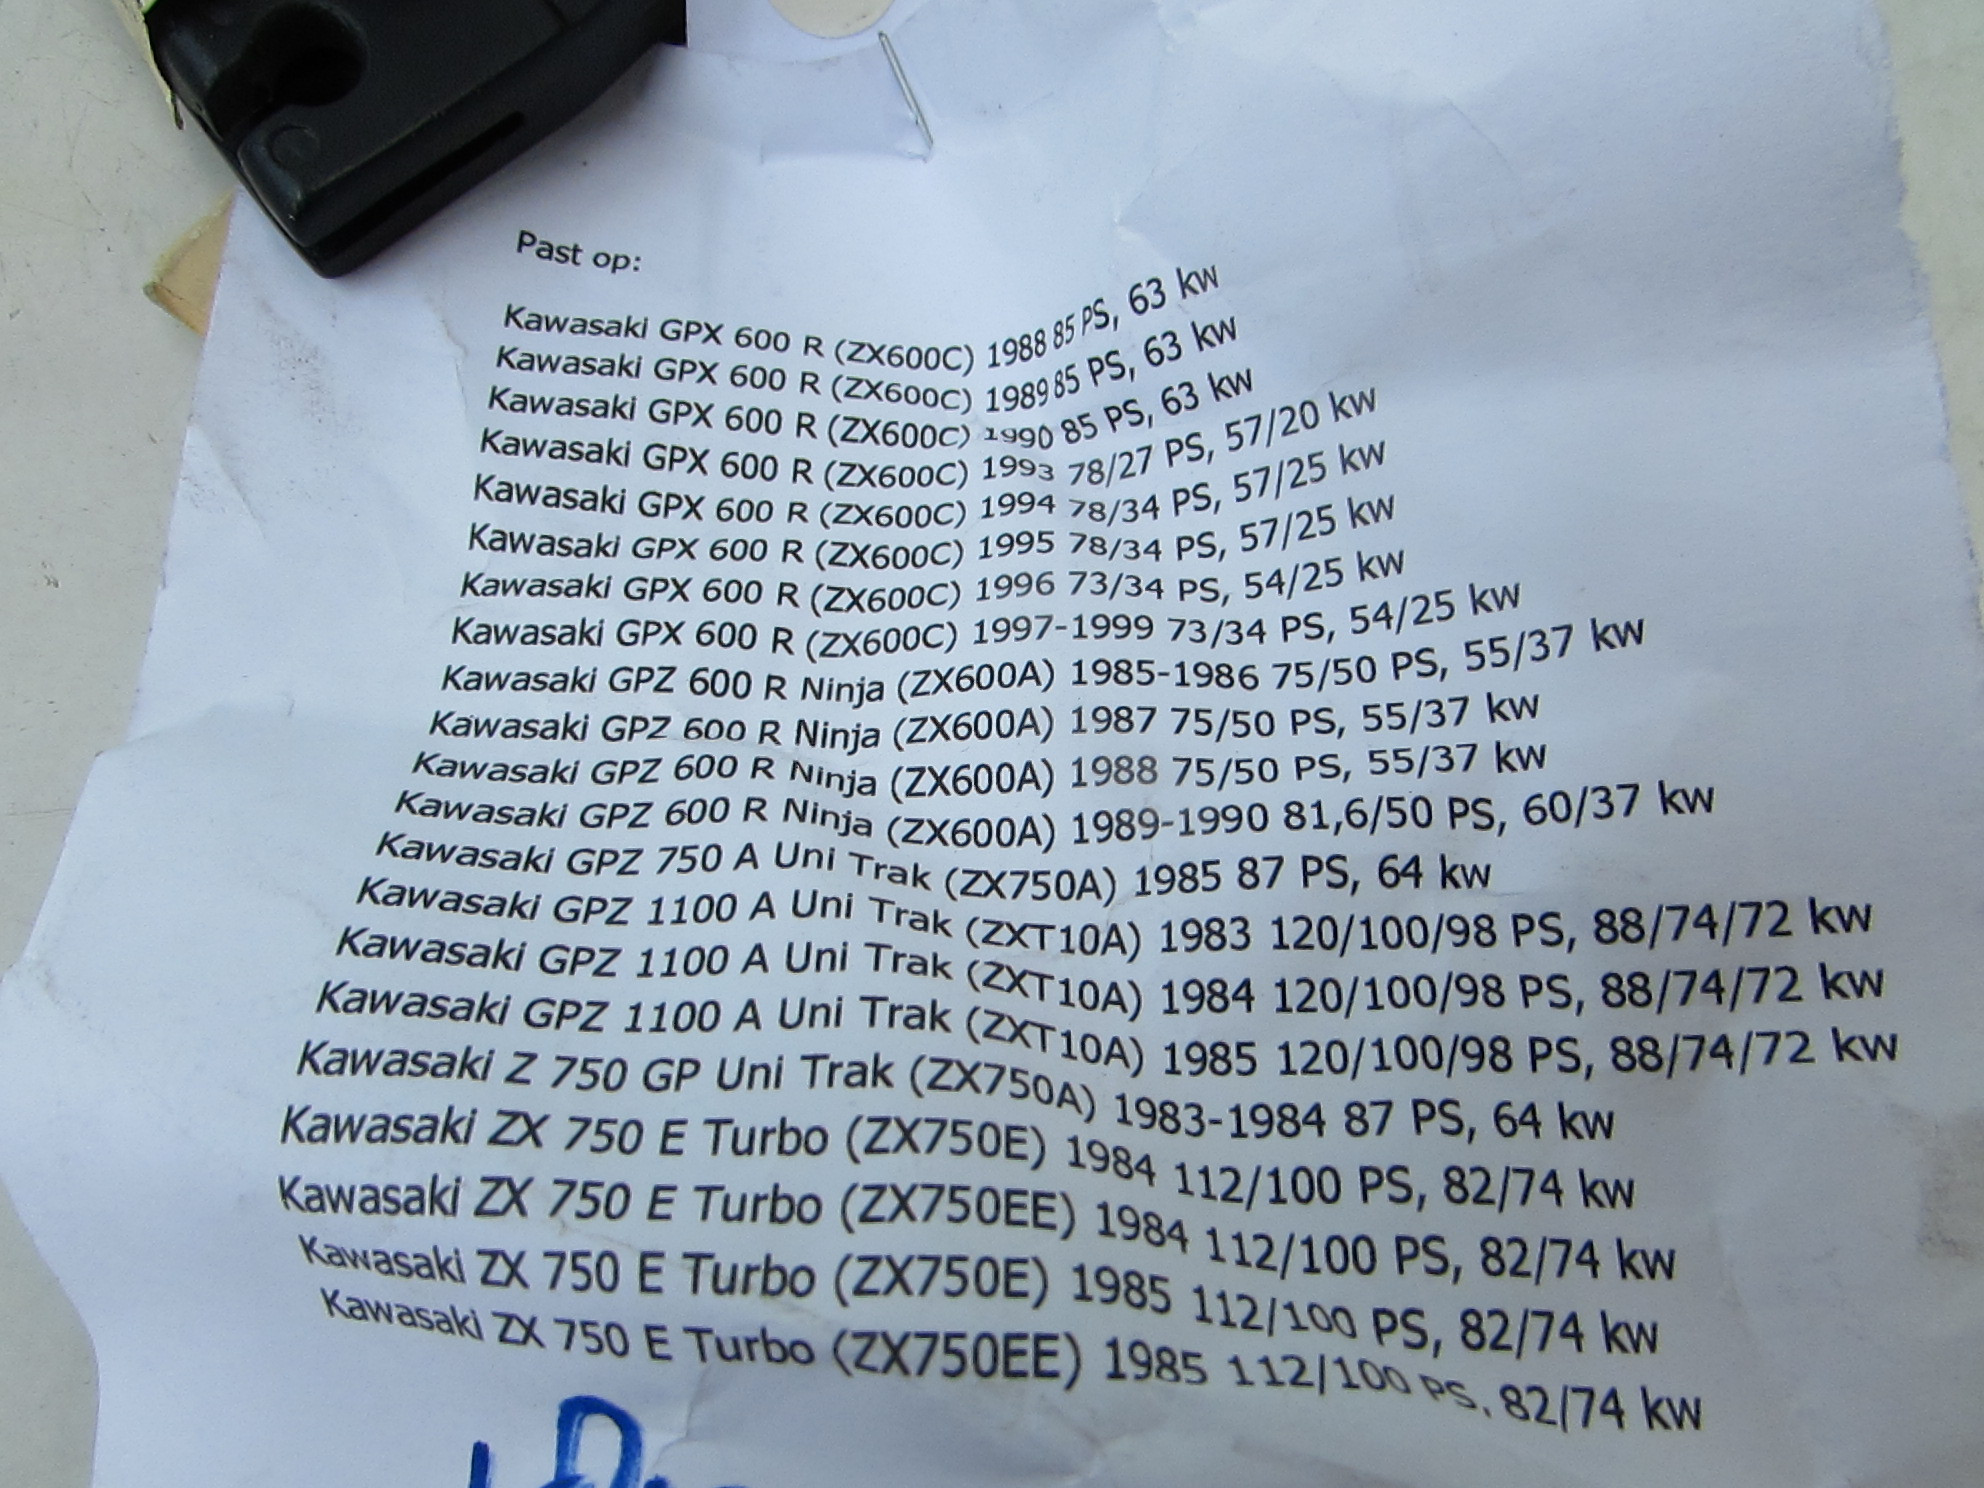 Past op:
Kawasaki GPX 600 R (ZX600C) 1988 85 PS, 63 kw
Kawasaki GPX 600 R (ZX600C) 1989 85 PS, 63 kw
Kawasaki GPX 600 R (ZX600C) 1990 85 PS, 63 kw
Kawasaki GPX 600 R (ZX600C) 1993 78/27 PS, 57/20 kw
Kawasaki GPX 600 R (ZX600C) 1994 78/34 PS, 57/25 kw
Kawasaki GPX 600 R (ZX600C) 1995 78/34 PS, 57/25 kw
Kawasaki GPX 600 R (ZX600C) 1996 73/34 PS, 54/25 kw
Kawasaki GPX 600 R (ZX600C) 1997-1999 73/34 PS, 54/25 kw
Kawasaki GPZ 600 R Ninja (ZX600A) 1985-1986 75/50 PS, 55/37 kw
Kawasaki GPZ 600 R Ninja (ZX600A) 1987 75/50 PS, 55/37 kw
Kawasaki GPZ 600 R Ninja (ZX600A) 1988 75/50 PS, 55/37 kw
Kawasaki GPZ 600 R Ninja (ZX600A) 1989-1990 81,6/50 PS, 60/37 kw
Kawasaki GPZ 750 A Uni Trak (ZX750A) 1985 87 PS, 64 kw
Kawasaki GPZ 1100 A Uni Trak (ZXT10A) 1983 120/100/98 PS, 88/74/72 kw
Kawasaki GPZ 1100 A Uni Trak (ZXT10A) 1984 120/100/98 PS, 88/74/72 kw
Kawasaki GPZ 1100 A Uni Trak (ZXT10A) 1985 120/100/98 PS, 88/74/72 kw
Kawasaki Z 750 GP Uni Trak (ZX750A) 1983-1984 87 PS, 64 kw
Kawasaki ZX 750 E Turbo (ZX750E) 1984 112/100 PS, 82/74 kw
Kawasaki ZX 750 E Turbo (ZX750EE) 1984 112/100 PS, 82/74 kw
Kawasaki ZX 750 E Turbo (ZX750E) 1985 112/100 PS, 82/74 kw
Kawasaki ZX 750 E Turbo (ZX750EE) 1985 112/100 PS, 82/74 kw